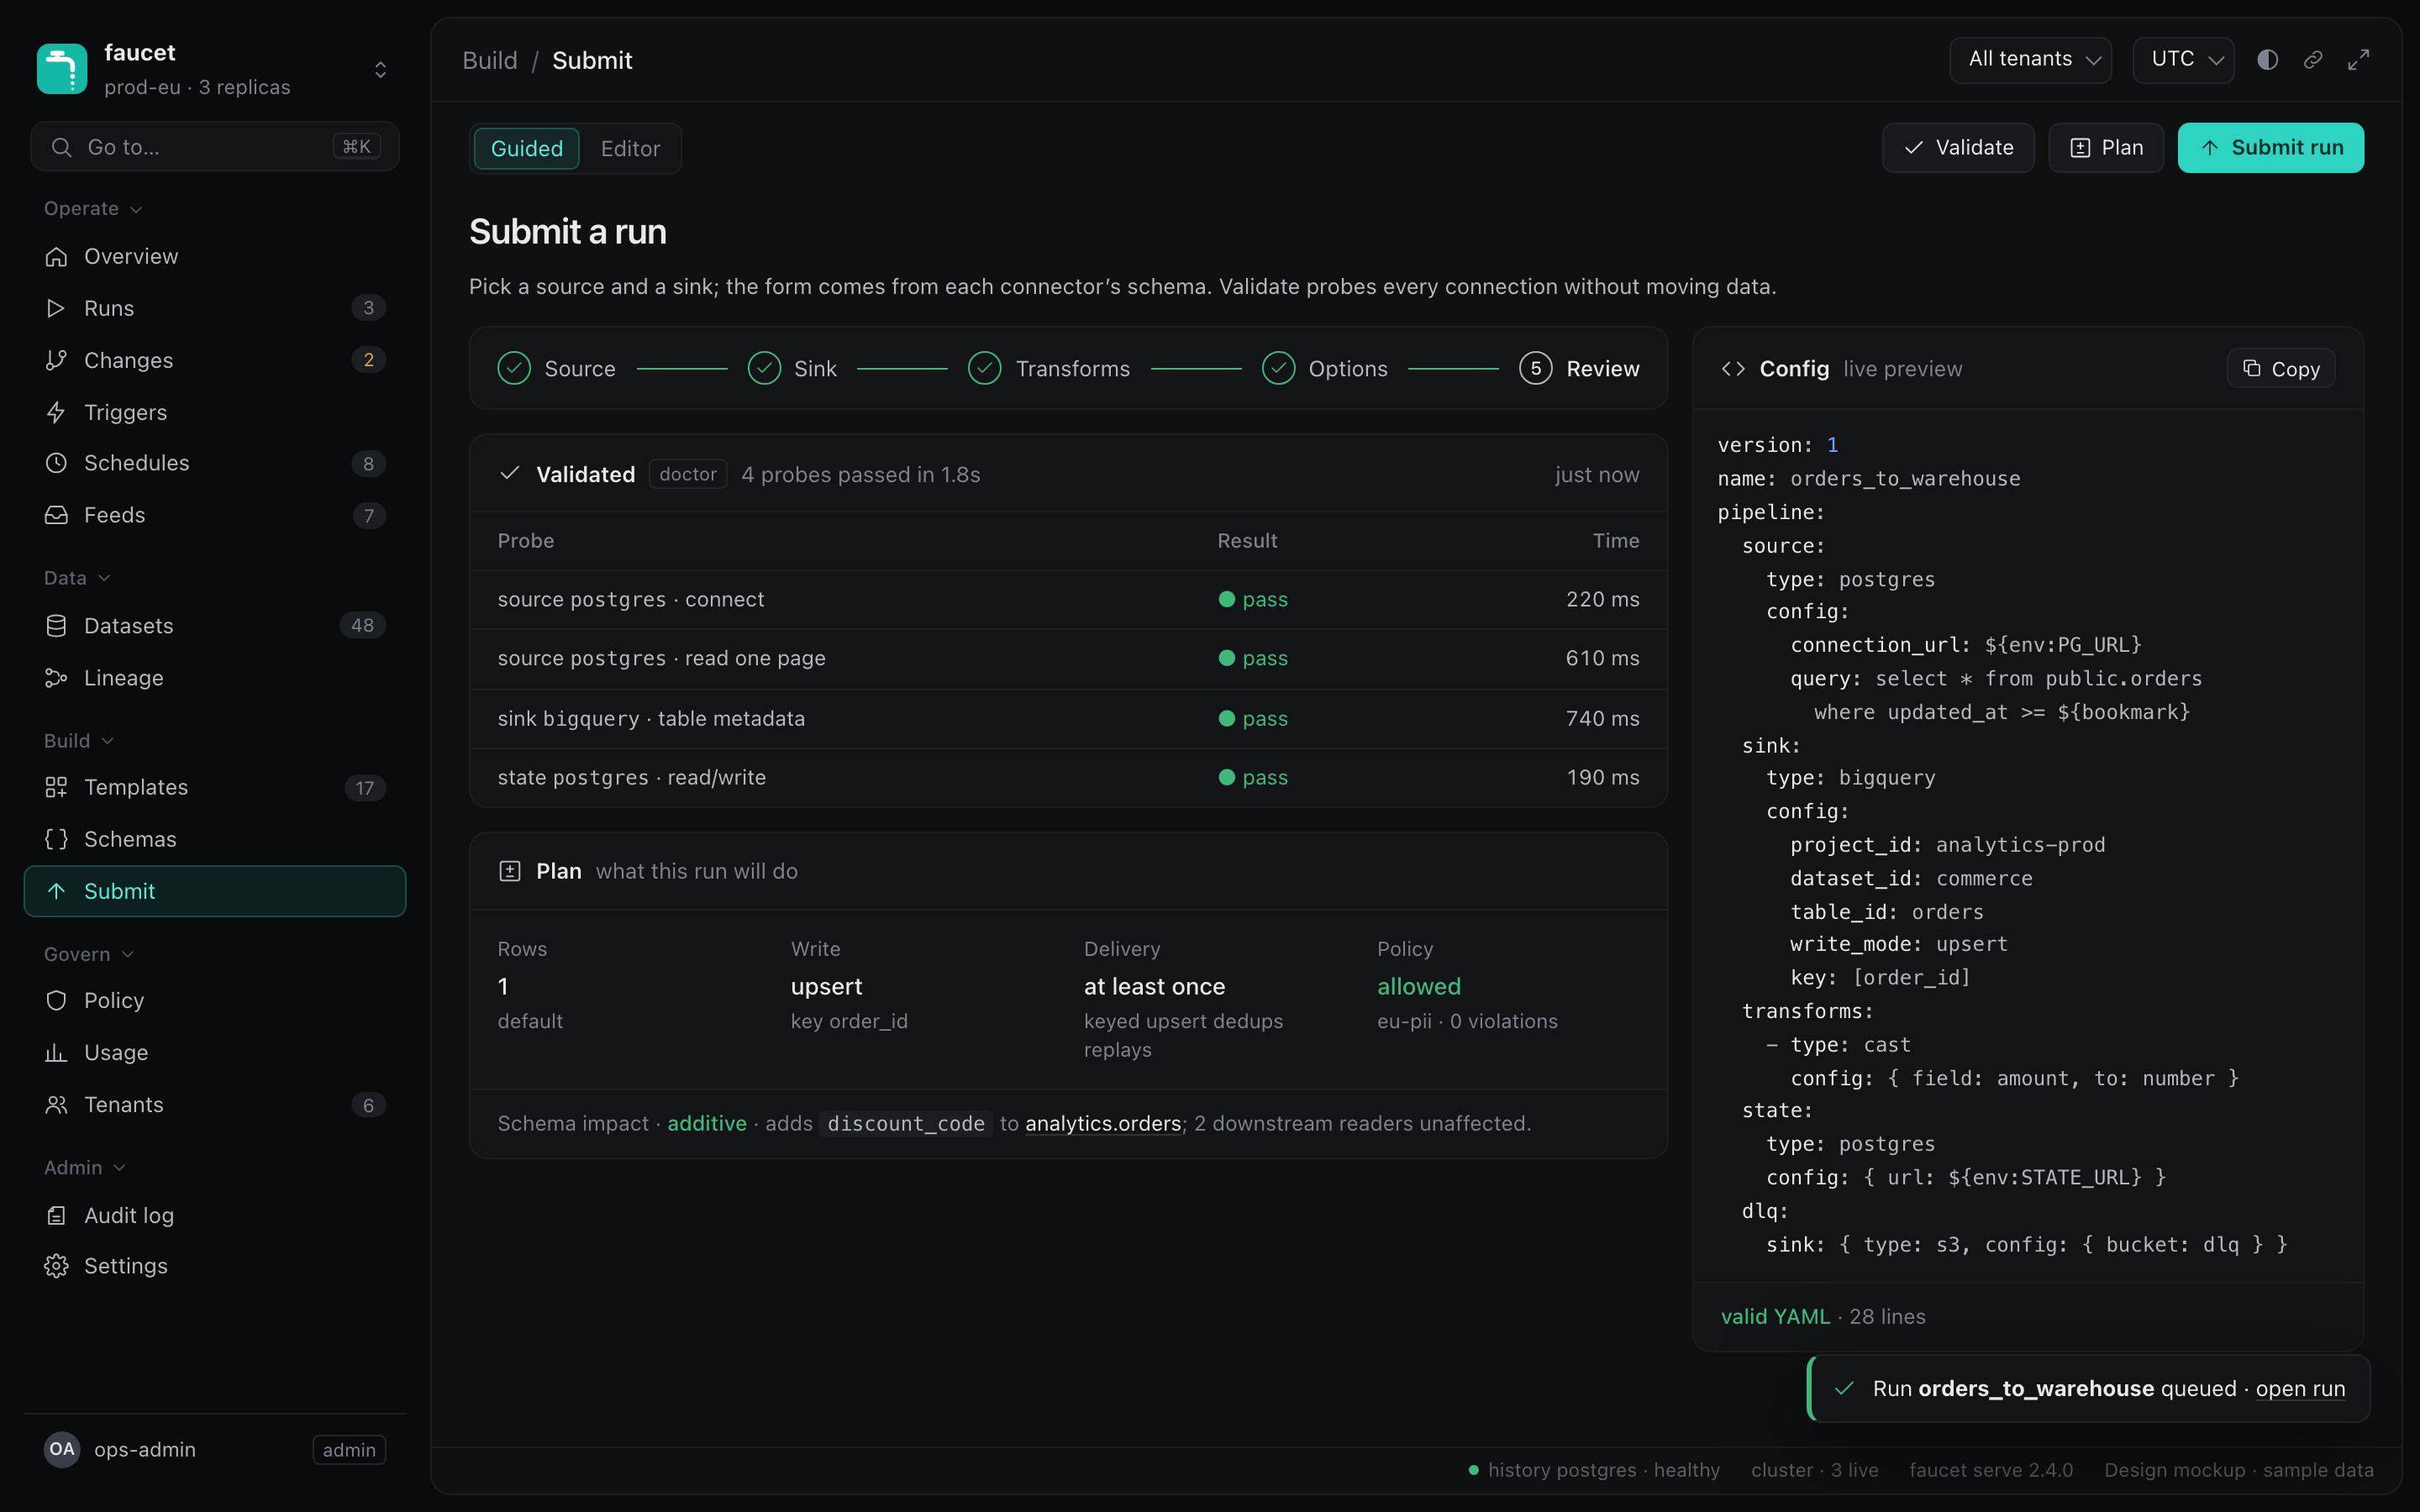 faucet
prod-eu · 3 replicas
Go to...
⌘K
Operate
Overview
Runs 3
Changes 2
Triggers
Schedules 8
Feeds 7
Data
Datasets 48
Lineage
Build
Templates 17
Schemas
Submit
Govern
Policy
Usage
Tenants 6
Admin
Audit log
Settings
OA ops-admin admin
Build / Submit
All tenants
UTC
Guided Editor
Validate
Plan
Submit run
Submit a run
Pick a source and a sink; the form comes from each connector’s schema. Validate probes every connection without moving data.
Source Sink Transforms Options 5 Review
Validated doctor 4 probes passed in 1.8s just now
Probe Result Time
source postgres · connect pass 220 ms
source postgres · read one page pass 610 ms
sink bigquery · table metadata pass 740 ms
state postgres · read/write pass 190 ms
Plan what this run will do
Rows Write Delivery Policy
1 upsert at least once allowed
default key order_id keyed upsert dedups eu-pii · 0 violations
replays
Schema impact · additive · adds discount_code to analytics.orders; 2 downstream readers unaffected.
<> Config live preview Copy
version: 1
name: orders_to_warehouse
pipeline:
  source:
    type: postgres
    config:
      connection_url: ${env:PG_URL}
      query: select * from public.orders
        where updated_at >= ${bookmark}
  sink:
    type: bigquery
    config:
      project_id: analytics-prod
      dataset_id: commerce
      table_id: orders
      write_mode: upsert
      key: [order_id]
  transforms:
    - type: cast
      config: { field: amount, to: number }
  state:
    type: postgres
    config: { url: ${env:STATE_URL} }
  dlq:
    sink: { type: s3, config: { bucket: dlq } }
valid YAML · 28 lines
Run orders_to_warehouse queued · open run
history postgres · healthy cluster · 3 live faucet serve 2.4.0 Design mockup · sample data